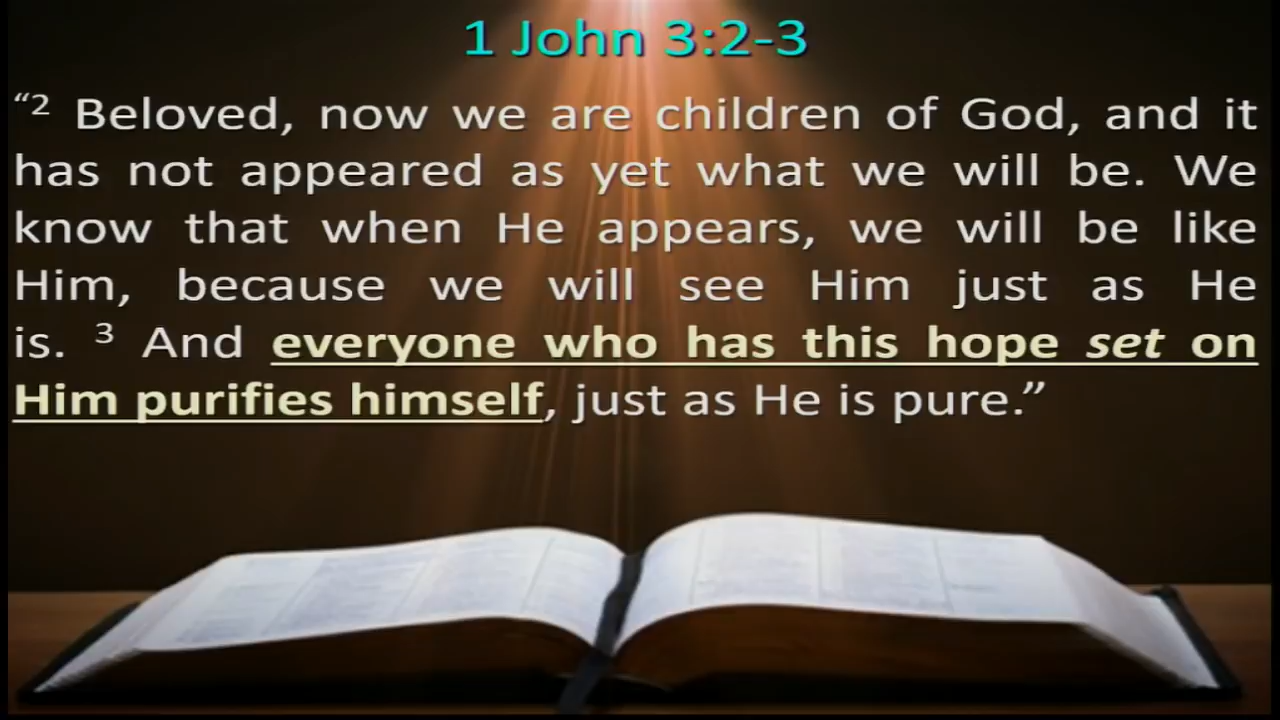 1 John 3:2-3
“2 Beloved, now we are children of God, and it
has not appeared as yet what we will be. We
know that when He appears, we will be like
Him, because we will see Him just as He
is. 3 And everyone who has this hope set on
Him purifies himself, just as He is pure.”